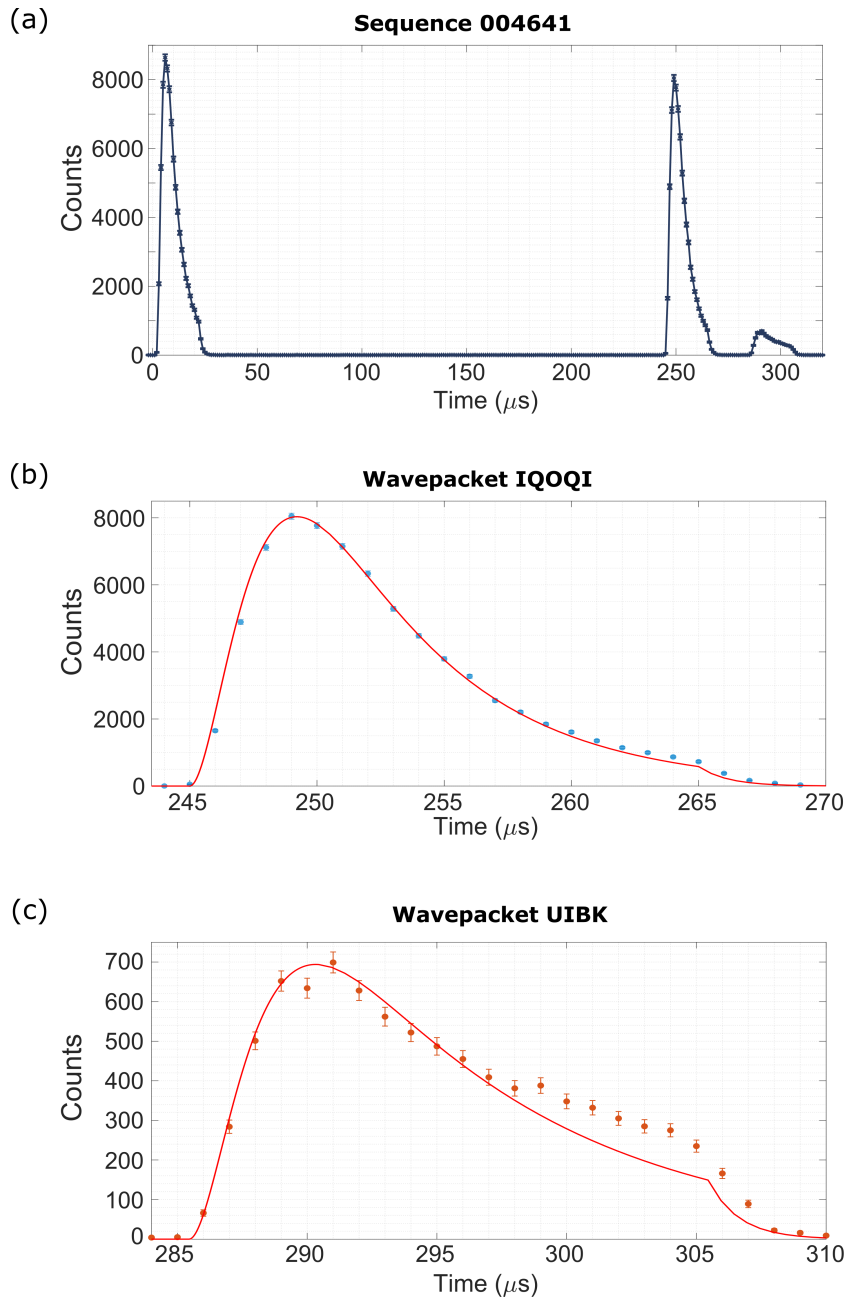 (a)
Sequence 004641
8000
6000
4000
2000
0
Counts
0 50 100 150 200 250 300
Time (μs)
(b)
Wavepacket IQOQI
8000
6000
4000
2000
0
Counts
245 250 255 260 265 270
Time (μs)
(c)
Wavepacket UIBK
700
600
500
400
300
200
100
0
Counts
285 290 295 300 305 310
Time (μs)